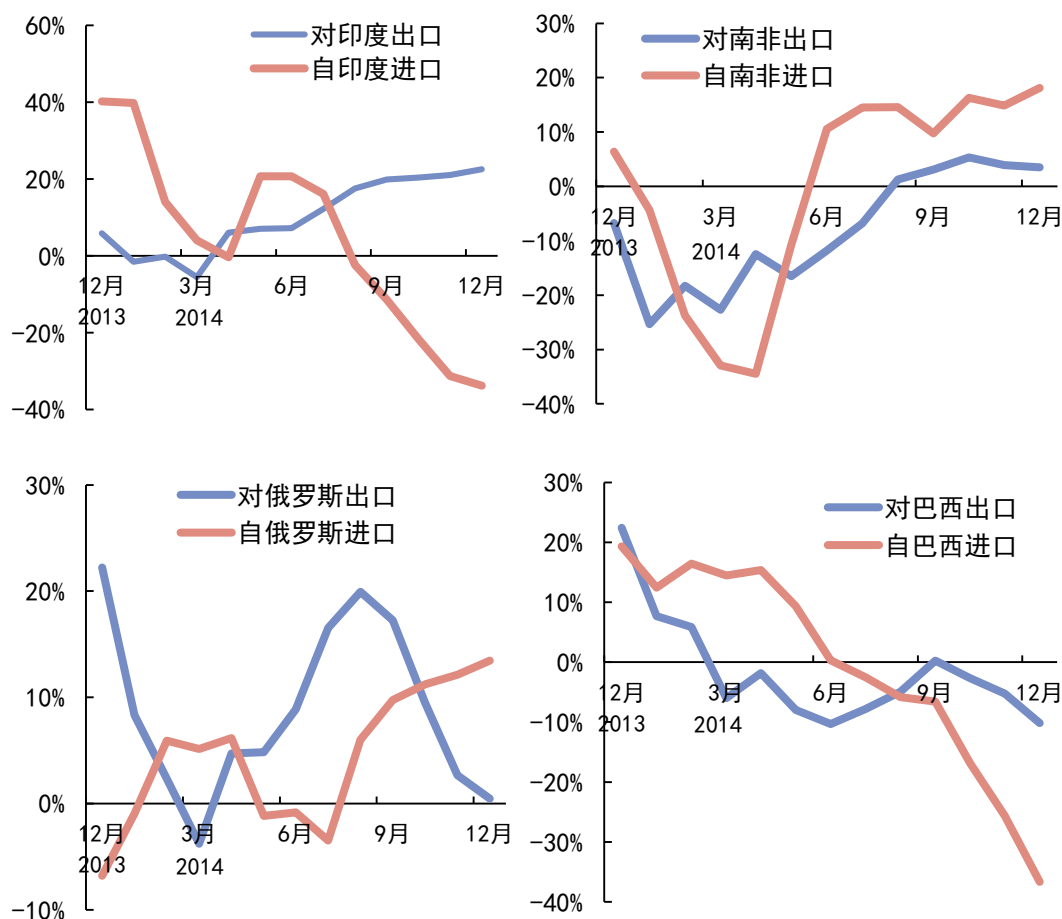 60%
40%
20%
0%
-20%
-40%
对印度出口
自印度进口
12月
3月
6月
9月
12月
2013
2014
30%
20%
10%
0%
-10%
-20%
-30%
-40%
对南非出口
自南非进口
12月
3月
6月
9月
12月
2013
2014
30%
20%
10%
0%
-10%
对俄罗斯出口
自俄罗斯进口
12月
3月
6月
9月
12月
2013
2014
30%
20%
10%
0%
-10%
-20%
-30%
-40%
对巴西出口
自巴西进口
12月
3月
6月
9月
12月
2013
2014